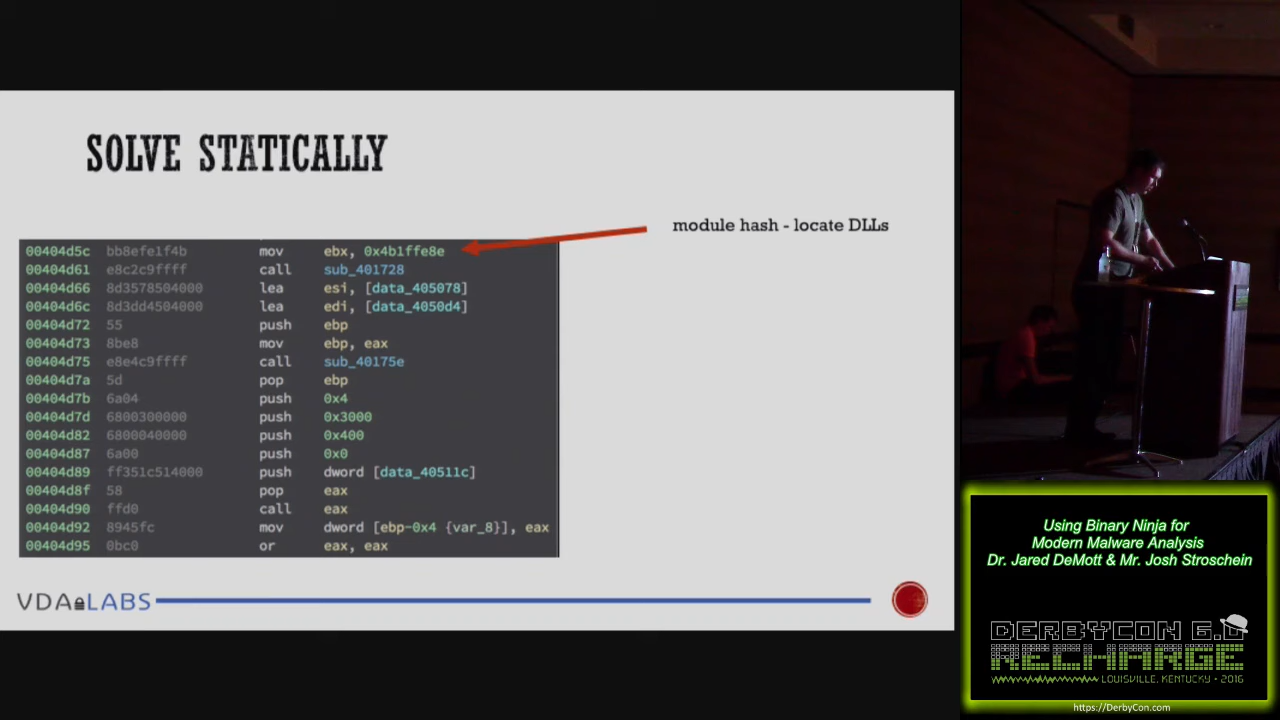 SOLVE STATICALLY
module hash - locate DLLs
00404d5c bb8efe1f4b mov ebx, 0x4b1ffe8e
00404d61 e8c2c9ffff call sub_401728
00404d66 8d3578504000 lea esi, [data_405078]
00404d6c 8d3dd4504000 lea edi, [data_4050d4]
00404d72 55 push ebp
00404d73 8be8 mov ebp, eax
00404d75 e8e4c9ffff call sub_40175e
00404d7a 5d pop ebp
00404d7b 6a04 push 0x4
00404d7d 6800300000 push 0x3000
00404d82 6800040000 push 0x400
00404d87 6a00 push 0x0
00404d89 ff351c514000 push dword [data_40511c]
00404d8f 58 pop eax
00404d90 ffd0 call eax
00404d92 8945fc mov dword [ebp-0x4 {var_8}], eax
00404d95 0bc0 or eax, eax
VDA LABS
Using Binary Ninja for
Modern Malware Analysis
Dr. Jared DeMott & Mr. Josh Stroschein
DERBYCON 6.0
RECHARGE
LOUISVILLE, KENTUCKY • 2016
https://DerbyCon.com